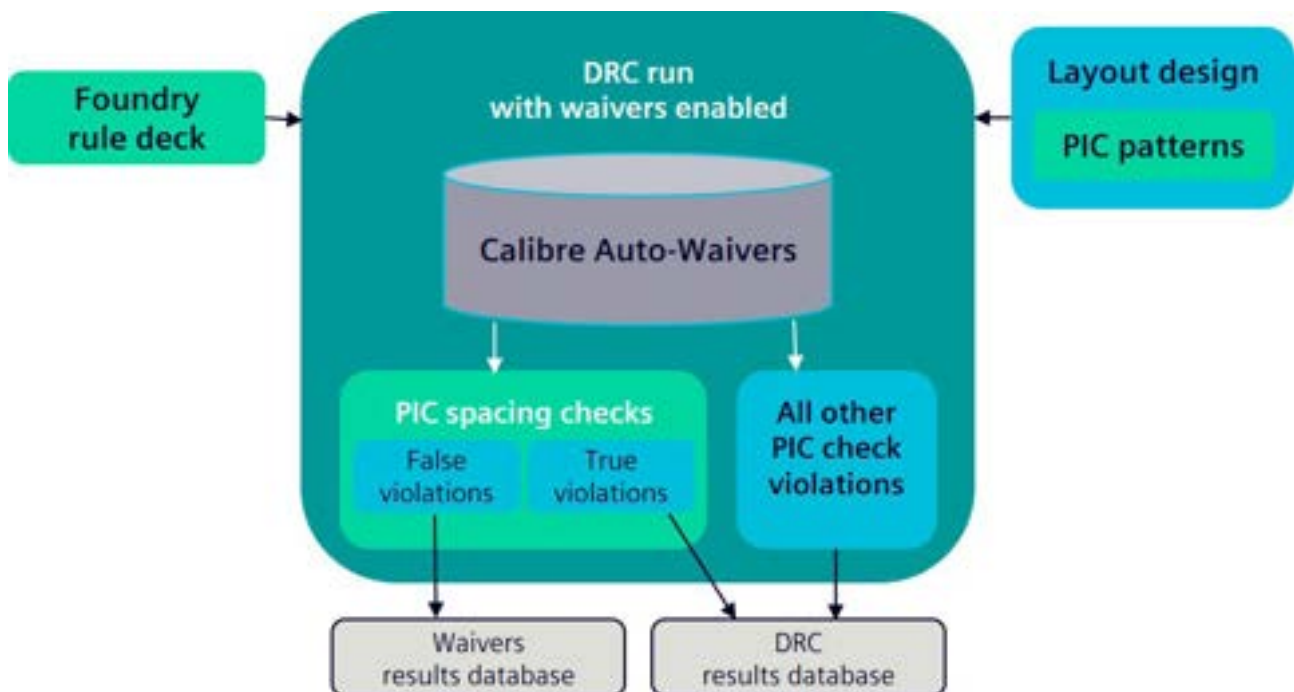 Foundry
rule deck
DRC run
with waivers enabled
Layout design
PIC patterns
Calibre Auto-Waivers
PIC spacing checks
False
violations
True
violations
All other
PIC check
violations
Waivers
results database
DRC
results database